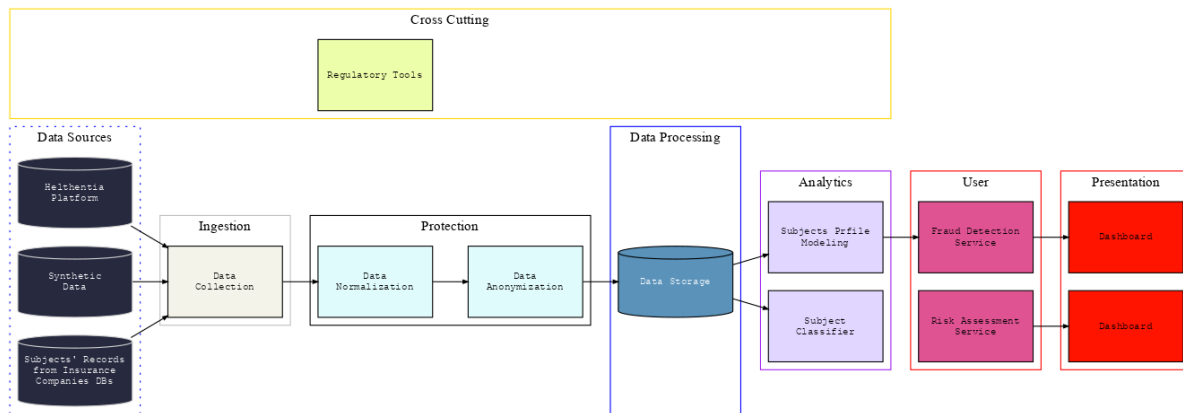 Cross Cutting
Regulatory Tools
Data Sources
Helthentia
Platform
Synthetic
Data
Subjects' Records
from Insurance
Companies DBs
Ingestion
Data
Collection
Protection
Data
Normalization
Data
Anonymization
Data Processing
Data Storage
Analytics
Subjects Prfile
Modeling
Subject
Classifier
User
Fraud Detection
Service
Risk Assessment
Service
Presentation
Dashboard
Dashboard